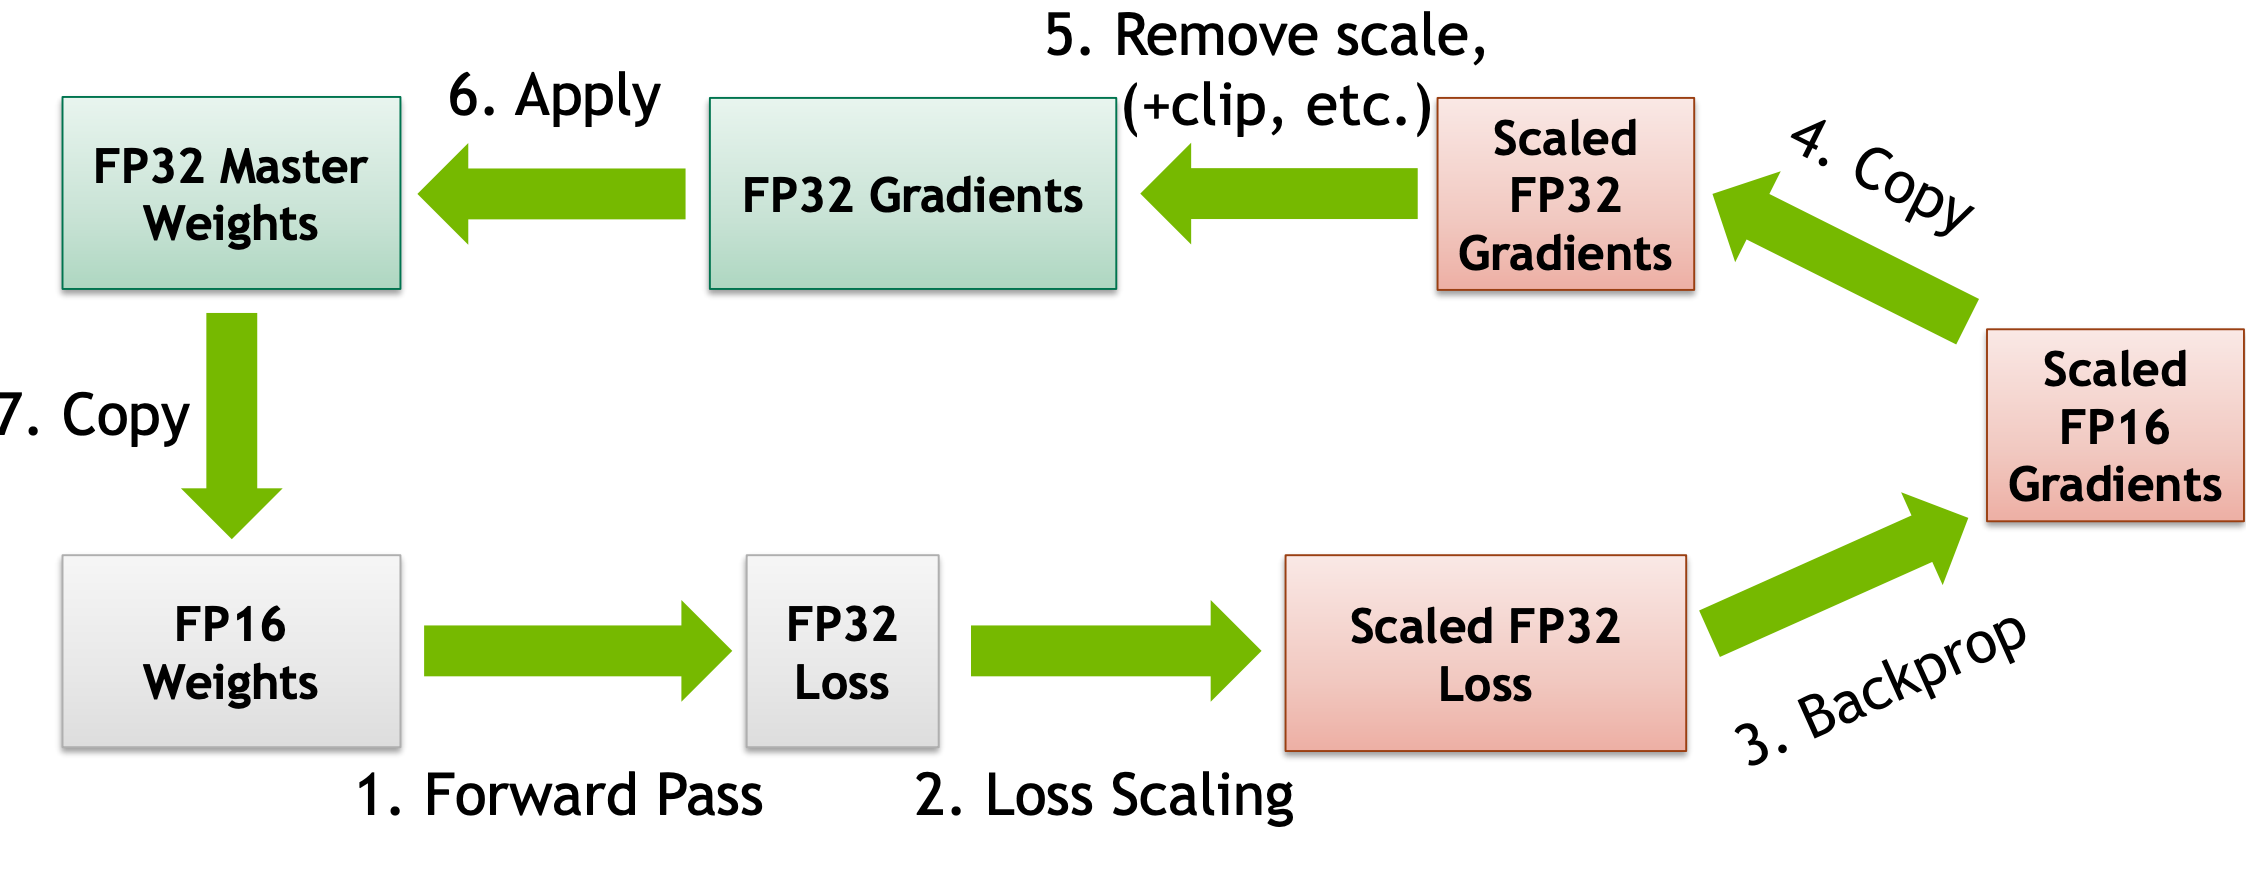 5. Remove scale,
(+clip, etc.)
6. Apply
4. Copy
FP32 Master
Weights
FP32 Gradients
Scaled
FP32
Gradients
Scaled
FP16
Gradients
7. Copy
FP16
Weights
FP32
Loss
Scaled FP32
Loss
3. Backprop
1. Forward Pass
2. Loss Scaling